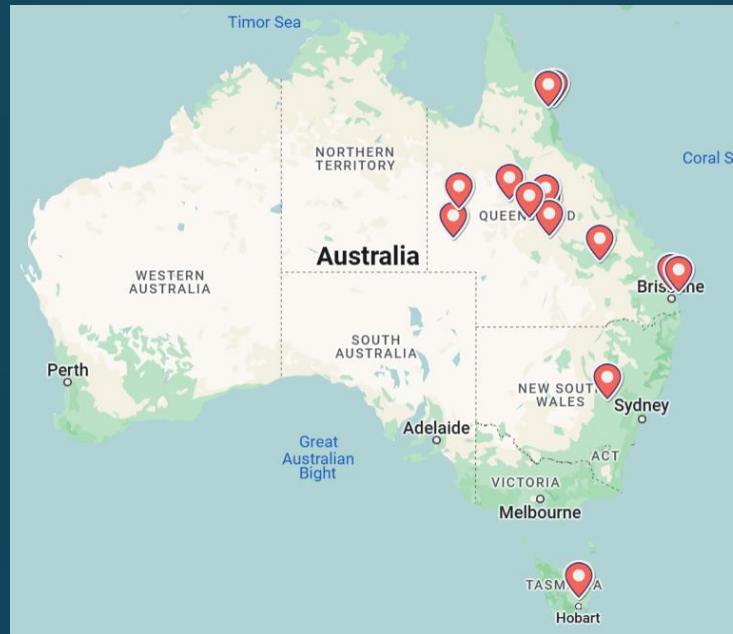 Timor Sea
NORTHERN
TERRITORY
Coral S
Australia
WESTERN
AUSTRALIA
SOUTH
AUSTRALIA
Perth
Adelaide
Great
Australian
Bight
Sydney
WALES
NEW
ACT
VICTORIA
Melbourne
Hobart